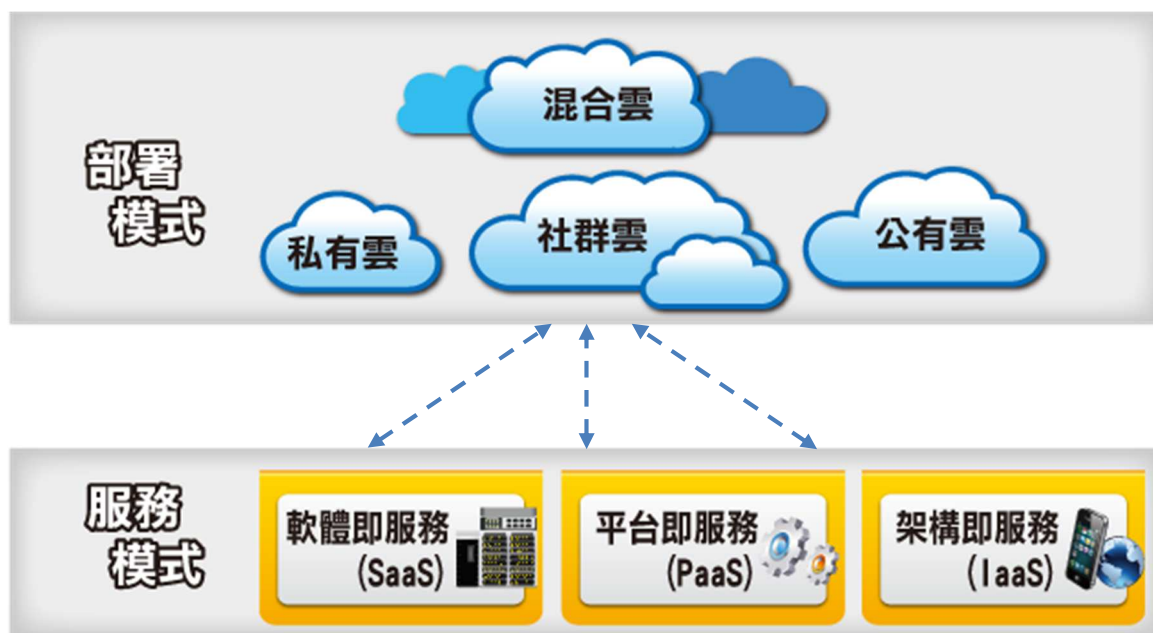 混合雲
部署
模式
私有雲
社群雲
公有雲
服務
模式
軟體即服務
(SaaS)
平台即服務
(PaaS)
架構即服務
(IaaS)